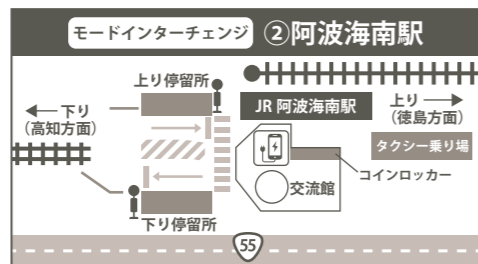 モードインターチェンジ ②阿波海南駅
上り停留所
下り
(高知方面)
JR 阿波海南駅
上り
(徳島方面)
タクシー乗り場
コインロッカー
交流館
下り停留所
55